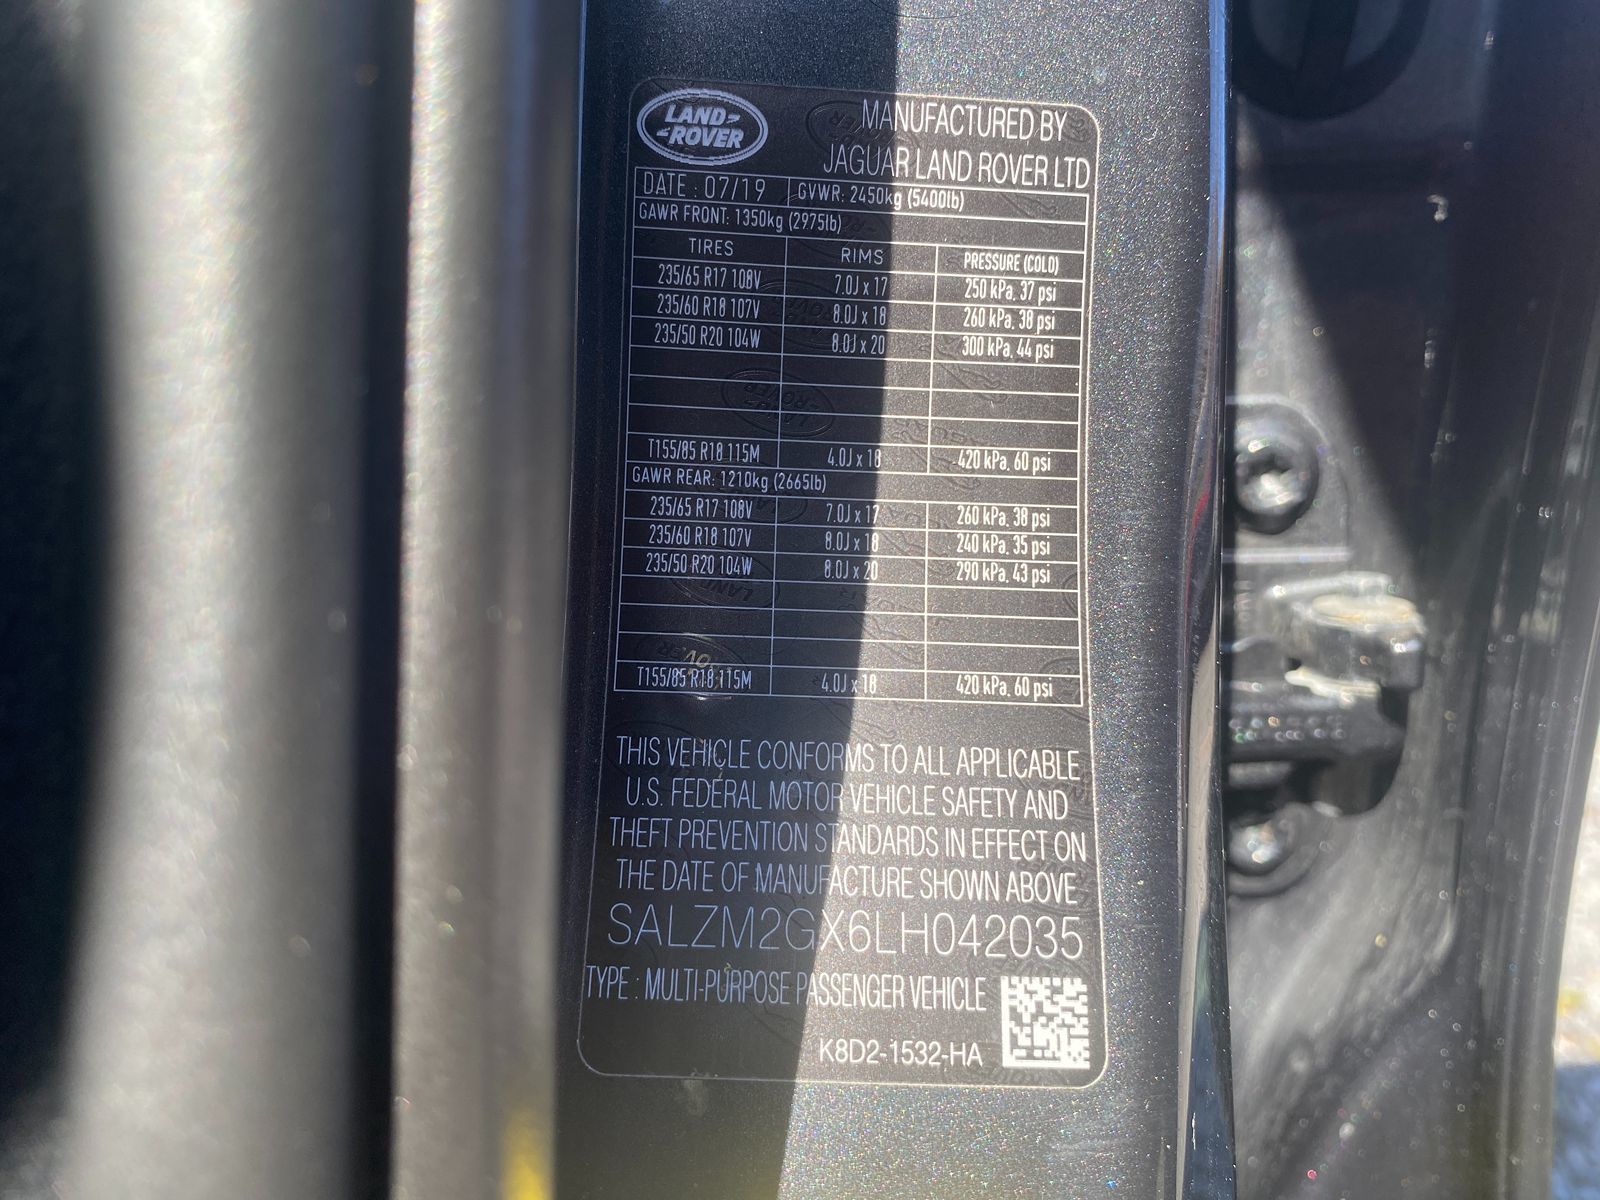 LAND ROVER
MANUFACTURED BY
JAGUAR LAND ROVER LTD
DATE : 07/19 GVWR: 2450kg (5400lb)
GAWR FRONT: 1350kg (2975lb)
TIRES RIMS PRESSURE (COLD)
235/65 R17 108V 7.0J x 17 250 kPa, 37 psi
235/60 R18 107V 8.0J x 18 260 kPa, 38 psi
235/50 R20 104W 8.0J x 20 300 kPa, 44 psi
T155/85 R18 115M 4.0J x 18 420 kPa, 60 psi
GAWR REAR: 1210kg (2665lb)
235/65 R17 108V 7.0J x 17 260 kPa, 38 psi
235/60 R18 107V 8.0J x 18 240 kPa, 35 psi
235/50 R20 104W 8.0J x 20 290 kPa, 43 psi
T155/85 R18 115M 4.0J x 18 420 kPa, 60 psi
THIS VEHICLE CONFORMS TO ALL APPLICABLE
U.S. FEDERAL MOTOR VEHICLE SAFETY AND
THEFT PREVENTION STANDARDS IN EFFECT ON
THE DATE OF MANUFACTURE SHOWN ABOVE
SALZM2GX6LH042035
TYPE : MULTI-PURPOSE PASSENGER VEHICLE
K8D2-1532-HA